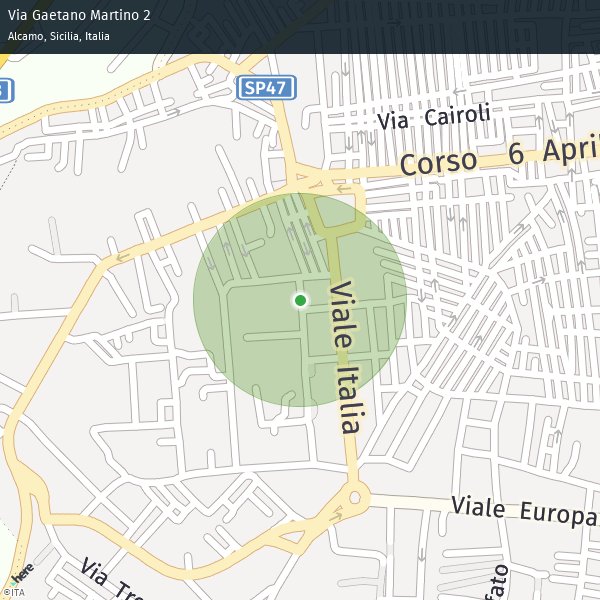 Via Gaetano Martino 2
Alcamo, Sicilia, Italia
SP47
Via Cairoli
Corso 6 April
Viale Italia
Viale Europa
Via Tre
fato
here
©ITA